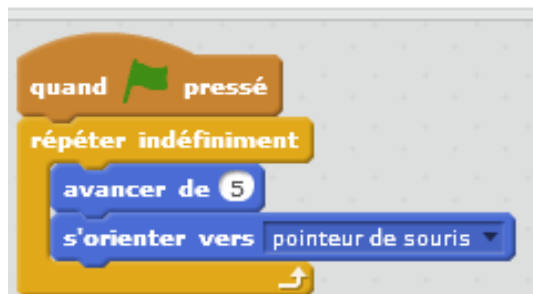 quand pressé
répéter indéfiniment
avancer de 5
s'orienter vers pointeur de souris